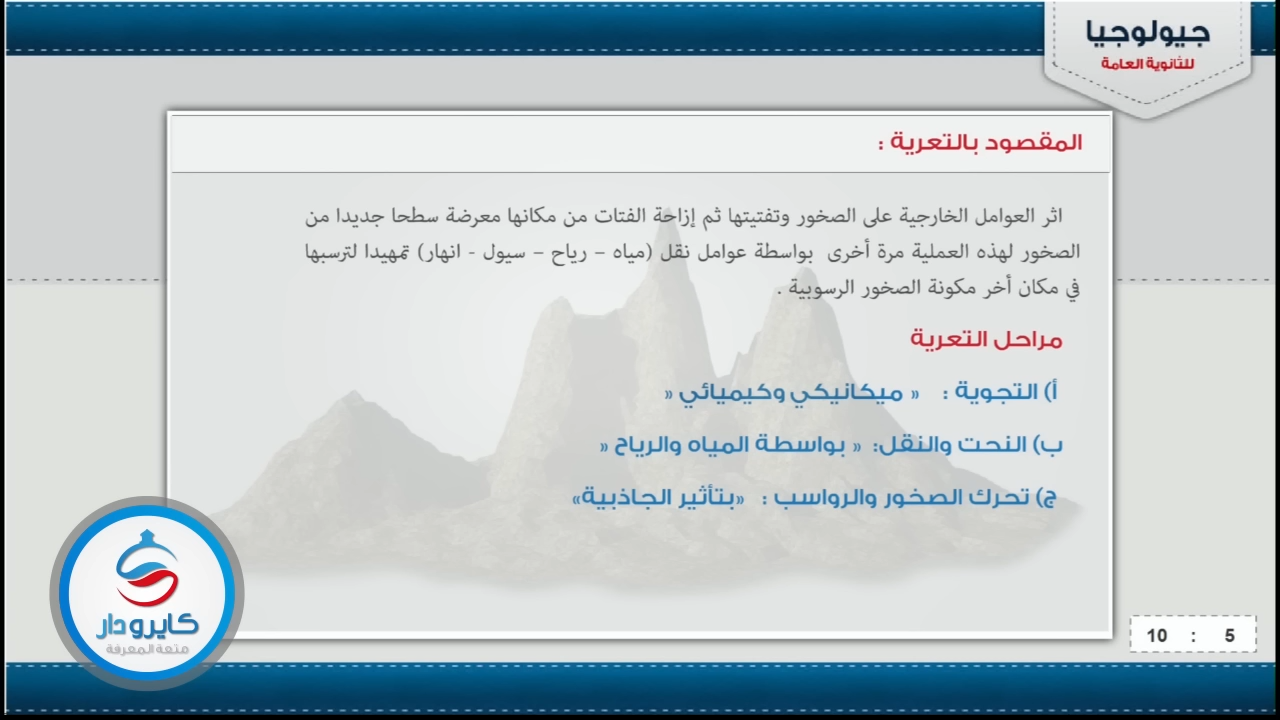 جيولوجيا
للثانوية العامة
المقصود بالتعرية :
اثر العوامل الخارجية على الصخور وتفتيتها ثم إزاحة الفتات من مكانها معرضة سطحا جديدا من
الصخور لهذه العملية مرة أخرى بواسطة عوامل نقل (مياه – رياح – سيول - انهار) تمهيدا لترسبها
في مكان أخر مكونة الصخور الرسوبية .
مراحل التعرية
أ) التجوية : « ميكانيكي وكيميائي «
ب) النحت والنقل: « بواسطة المياه والرياح «
ج) تحرك الصخور والرواسب : «بتأثير الجاذبية»
كايرودار
متعة المعرفة
10 : 5